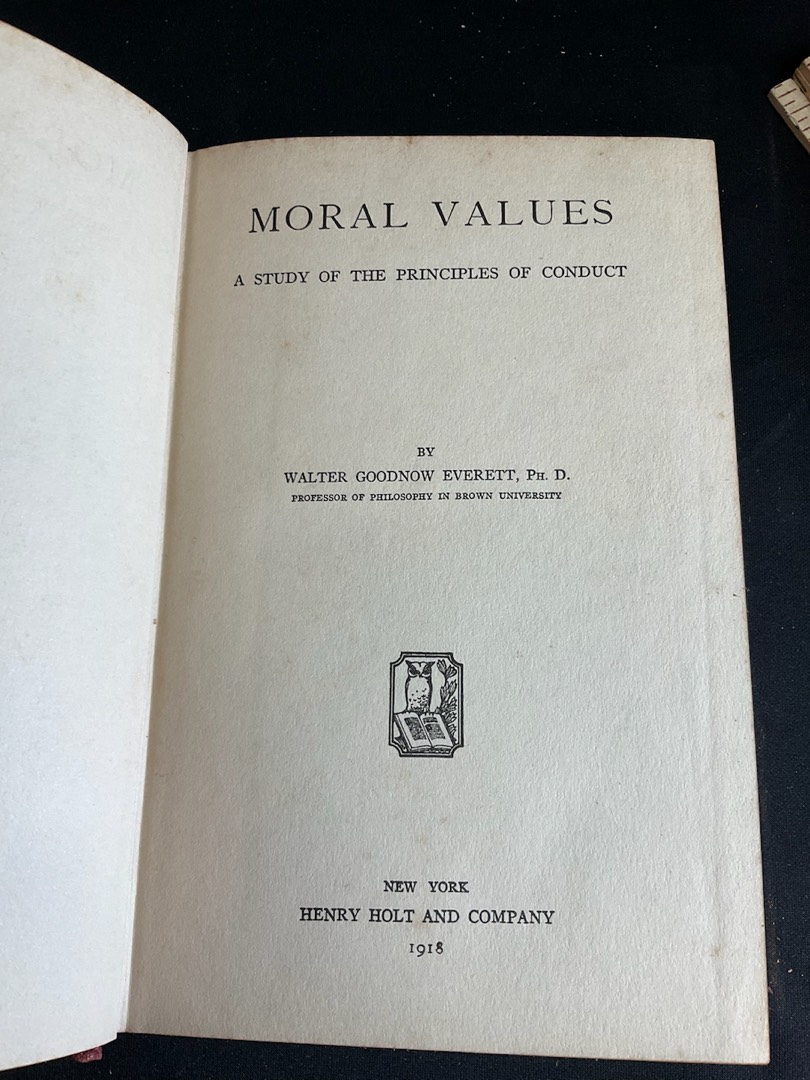 MORAL VALUES
A STUDY OF THE PRINCIPLES OF CONDUCT
BY
WALTER GOODNOW EVERETT, PH. D.
PROFESSOR OF PHILOSOPHY IN BROWN UNIVERSITY
NEW YORK
HENRY HOLT AND COMPANY
1918